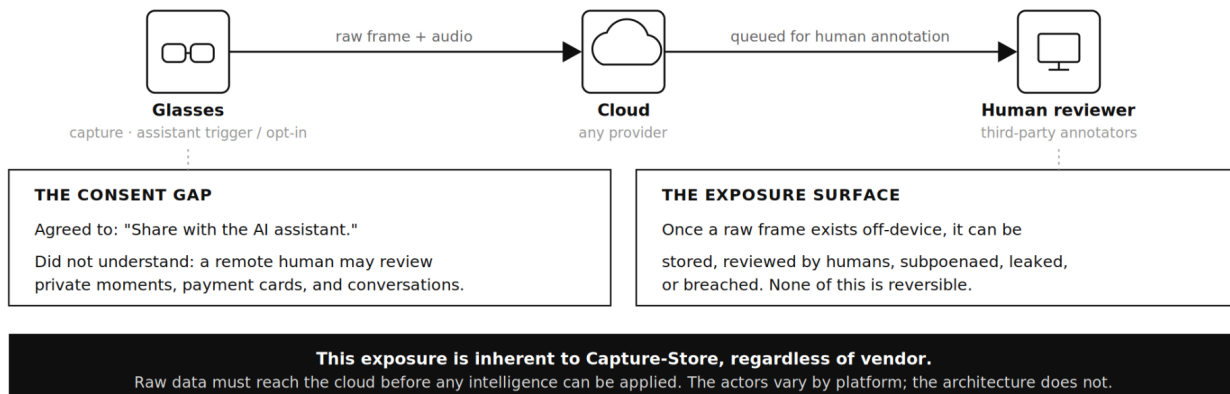 raw frame + audio
queued for human annotation
Glasses
capture · assistant trigger / opt-in
Cloud
any provider
Human reviewer
third-party annotators
THE CONSENT GAP
Agreed to: "Share with the AI assistant."
Did not understand: a remote human may review
private moments, payment cards, and conversations.
THE EXPOSURE SURFACE
Once a raw frame exists off-device, it can be
stored, reviewed by humans, subpoenaed, leaked,
or breached. None of this is reversible.
This exposure is inherent to Capture-Store, regardless of vendor.
Raw data must reach the cloud before any intelligence can be applied. The actors vary by platform; the architecture does not.